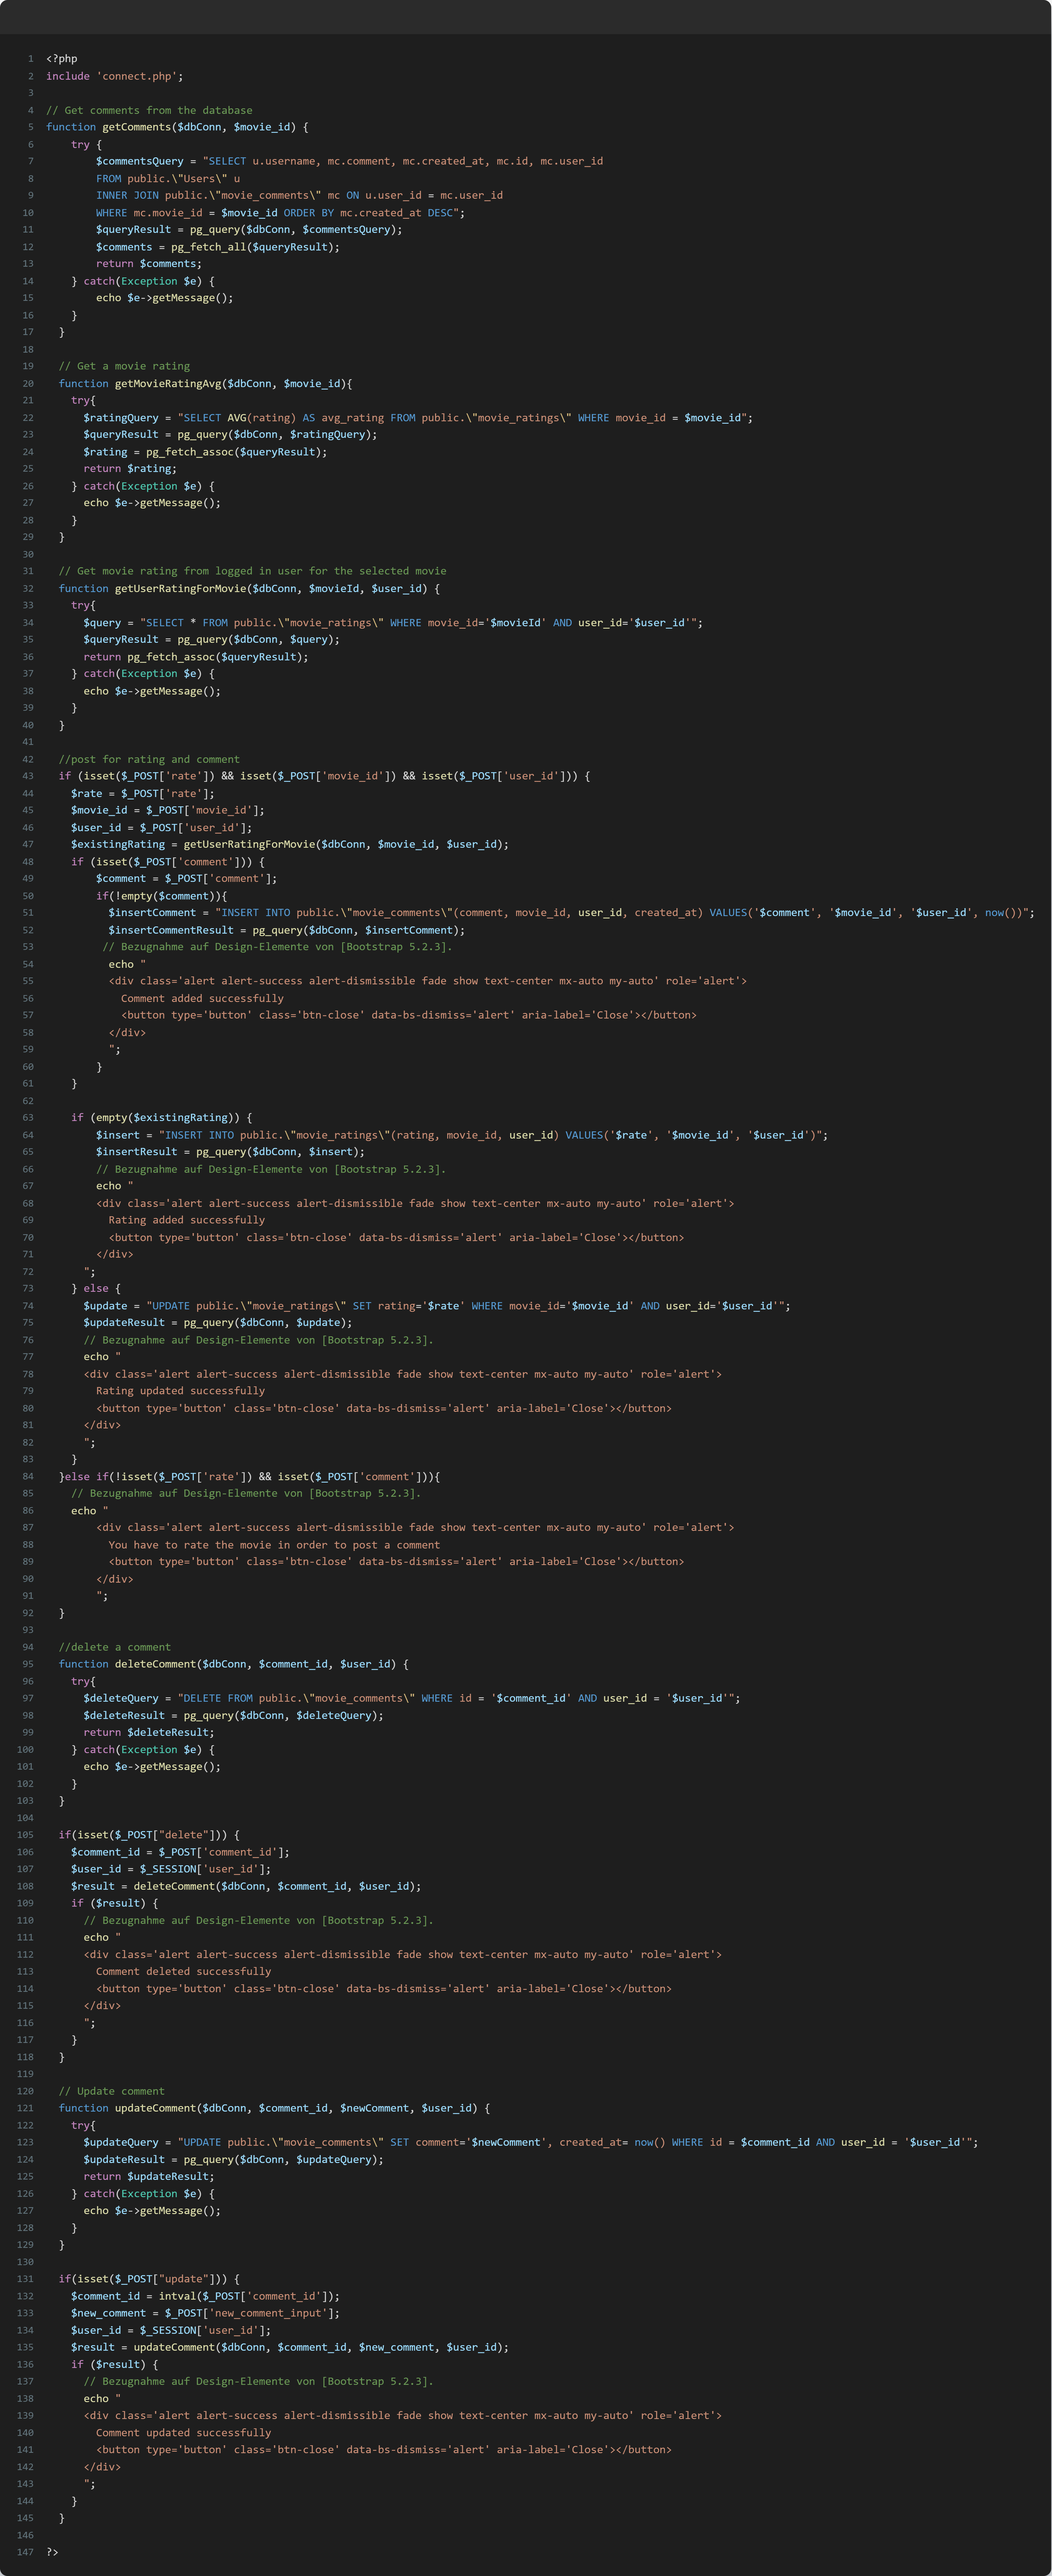 1 <?php
2 include 'connect.php';
3
4 // Get comments from the database
5 function getComments($dbConn, $movie_id) {
6 try {
7 $commentsQuery = "SELECT u.username, mc.comment, mc.created_at, mc.id, mc.user_id
8 FROM public.\"Users\" u
9 INNER JOIN public.\"movie_comments\" mc ON u.user_id = mc.user_id
10 WHERE mc.movie_id = $movie_id ORDER BY mc.created_at DESC";
11 $queryResult = pg_query($dbConn, $commentsQuery);
12 $comments = pg_fetch_all($queryResult);
13 return $comments;
14 } catch(Exception $e) {
15 echo $e->getMessage();
16 }
17 }
18
19 // Get a movie rating
20 function getMovieRatingAvg($dbConn, $movie_id){
21 try{
22 $ratingQuery = "SELECT AVG(rating) AS avg_rating FROM public.\"movie_ratings\" WHERE movie_id = $movie_id";
23 $queryResult = pg_query($dbConn, $ratingQuery);
24 $rating = pg_fetch_assoc($queryResult);
25 return $rating;
26 } catch(Exception $e) {
27 echo $e->getMessage();
28 }
29 }
30
31 // Get movie rating from logged in user for the selected movie
32 function getUserRatingForMovie($dbConn, $movieId, $user_id) {
33 try{
34 $query = "SELECT * FROM public.\"movie_ratings\" WHERE movie_id='$movieId' AND user_id='$user_id'";
35 $queryResult = pg_query($dbConn, $query);
36 return pg_fetch_assoc($queryResult);
37 } catch(Exception $e) {
38 echo $e->getMessage();
39 }
40 }
41
42 //post for rating and comment
43 if (isset($_POST['rate']) && isset($_POST['movie_id']) && isset($_POST['user_id'])) {
44 $rate = $_POST['rate'];
45 $movie_id = $_POST['movie_id'];
46 $user_id = $_POST['user_id'];
47 $existingRating = getUserRatingForMovie($dbConn, $movie_id, $user_id);
48 if (isset($_POST['comment'])) {
49 $comment = $_POST['comment'];
50 if(!empty($comment)){
51 $insertComment = "INSERT INTO public.\"movie_comments\"(comment, movie_id, user_id, created_at) VALUES('$comment', '$movie_id', '$user_id', now())";
52 $insertCommentResult = pg_query($dbConn, $insertComment);
53 // Bezugnahme auf Design-Elemente von [Bootstrap 5.2.3].
54 echo "
55 <div class='alert alert-success alert-dismissible fade show text-center mx-auto my-auto' role='alert'>
56 Comment added successfully
57 <button type='button' class='btn-close' data-bs-dismiss='alert' aria-label='Close'></button>
58 </div>
59 ";
60 }
61 }
62
63 if (empty($existingRating)) {
64 $insert = "INSERT INTO public.\"movie_ratings\"(rating, movie_id, user_id) VALUES('$rate', '$movie_id', '$user_id')";
65 $insertResult = pg_query($dbConn, $insert);
66 // Bezugnahme auf Design-Elemente von [Bootstrap 5.2.3].
67 echo "
68 <div class='alert alert-success alert-dismissible fade show text-center mx-auto my-auto' role='alert'>
69 Rating added successfully
70 <button type='button' class='btn-close' data-bs-dismiss='alert' aria-label='Close'></button>
71 </div>
72 ";
73 } else {
74 $update = "UPDATE public.\"movie_ratings\" SET rating='$rate' WHERE movie_id='$movie_id' AND user_id='$user_id'";
75 $updateResult = pg_query($dbConn, $update);
76 // Bezugnahme auf Design-Elemente von [Bootstrap 5.2.3].
77 echo "
78 <div class='alert alert-success alert-dismissible fade show text-center mx-auto my-auto' role='alert'>
79 Rating updated successfully
80 <button type='button' class='btn-close' data-bs-dismiss='alert' aria-label='Close'></button>
81 </div>
82 ";
83 }
84 }else if(!isset($_POST['rate']) && isset($_POST['comment'])){
85 // Bezugnahme auf Design-Elemente von [Bootstrap 5.2.3].
86 echo "
87 <div class='alert alert-success alert-dismissible fade show text-center mx-auto my-auto' role='alert'>
88 You have to rate the movie in order to post a comment
89 <button type='button' class='btn-close' data-bs-dismiss='alert' aria-label='Close'></button>
90 </div>
91 ";
92 }
93
94 //delete a comment
95 function deleteComment($dbConn, $comment_id, $user_id) {
96 try{
97 $deleteQuery = "DELETE FROM public.\"movie_comments\" WHERE id = '$comment_id' AND user_id = '$user_id'";
98 $deleteResult = pg_query($dbConn, $deleteQuery);
99 return $deleteResult;
100 } catch(Exception $e) {
101 echo $e->getMessage();
102 }
103 }
104
105 if(isset($_POST["delete"])) {
106 $comment_id = $_POST['comment_id'];
107 $user_id = $_SESSION['user_id'];
108 $result = deleteComment($dbConn, $comment_id, $user_id);
109 if ($result) {
110 // Bezugnahme auf Design-Elemente von [Bootstrap 5.2.3].
111 echo "
112 <div class='alert alert-success alert-dismissible fade show text-center mx-auto my-auto' role='alert'>
113 Comment deleted successfully
114 <button type='button' class='btn-close' data-bs-dismiss='alert' aria-label='Close'></button>
115 </div>
116 ";
117 }
118 }
119
120 // Update comment
121 function updateComment($dbConn, $comment_id, $newComment, $user_id) {
122 try{
123 $updateQuery = "UPDATE public.\"movie_comments\" SET comment='$newComment', created_at= now() WHERE id = $comment_id AND user_id = '$user_id'";
124 $updateResult = pg_query($dbConn, $updateQuery);
125 return $updateResult;
126 } catch(Exception $e) {
127 echo $e->getMessage();
128 }
129 }
130
131 if(isset($_POST["update"])) {
132 $comment_id = intval($_POST['comment_id']);
133 $new_comment = $_POST['new_comment_input'];
134 $user_id = $_SESSION['user_id'];
135 $result = updateComment($dbConn, $comment_id, $new_comment, $user_id);
136 if ($result) {
137 // Bezugnahme auf Design-Elemente von [Bootstrap 5.2.3].
138 echo "
139 <div class='alert alert-success alert-dismissible fade show text-center mx-auto my-auto' role='alert'>
140 Comment updated successfully
141 <button type='button' class='btn-close' data-bs-dismiss='alert' aria-label='Close'></button>
142 </div>
143 ";
144 }
145 }
146
147 ?>